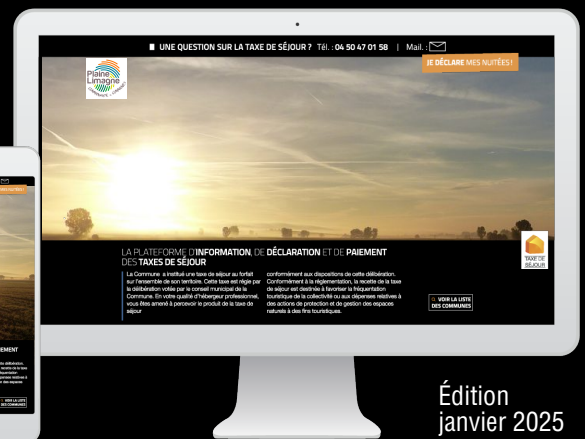 UNE QUESTION SUR LA TAXE DE SÉJOUR ? Tél. : 04 50 47 01 58 | Mail. :
JE DÉCLARE MES NUITÉES !
Plaine
Limagne
LA PLATEFORME D'INFORMATION, DE DÉCLARATION ET DE PAIEMENT
DES TAXES DE SÉJOUR
La Commune a institué une taxe de séjour au forfait
sur l'ensemble de son territoire. Cette taxe est régie par
la délibération votée par le conseil municipal de la
Commune. En votre qualité d'hébergeur professionnel,
vous êtes amené à percevoir le produit de la taxe de
séjour
conformément aux dispositions de cette délibération.
Conformément à la réglementation, la recette de la taxe
de séjour est destinée à favoriser la fréquentation
touristique de la collectivité ou aux dépenses relatives à
des actions de protection et de gestion des espaces
naturels à des fins touristiques.
TAXE DE
SÉJOUR
VOIR LA LISTE
DES COMMUNES
IEMENT
VOIR LA LISTE
DES COMMUNES
Édition
janvier 2025